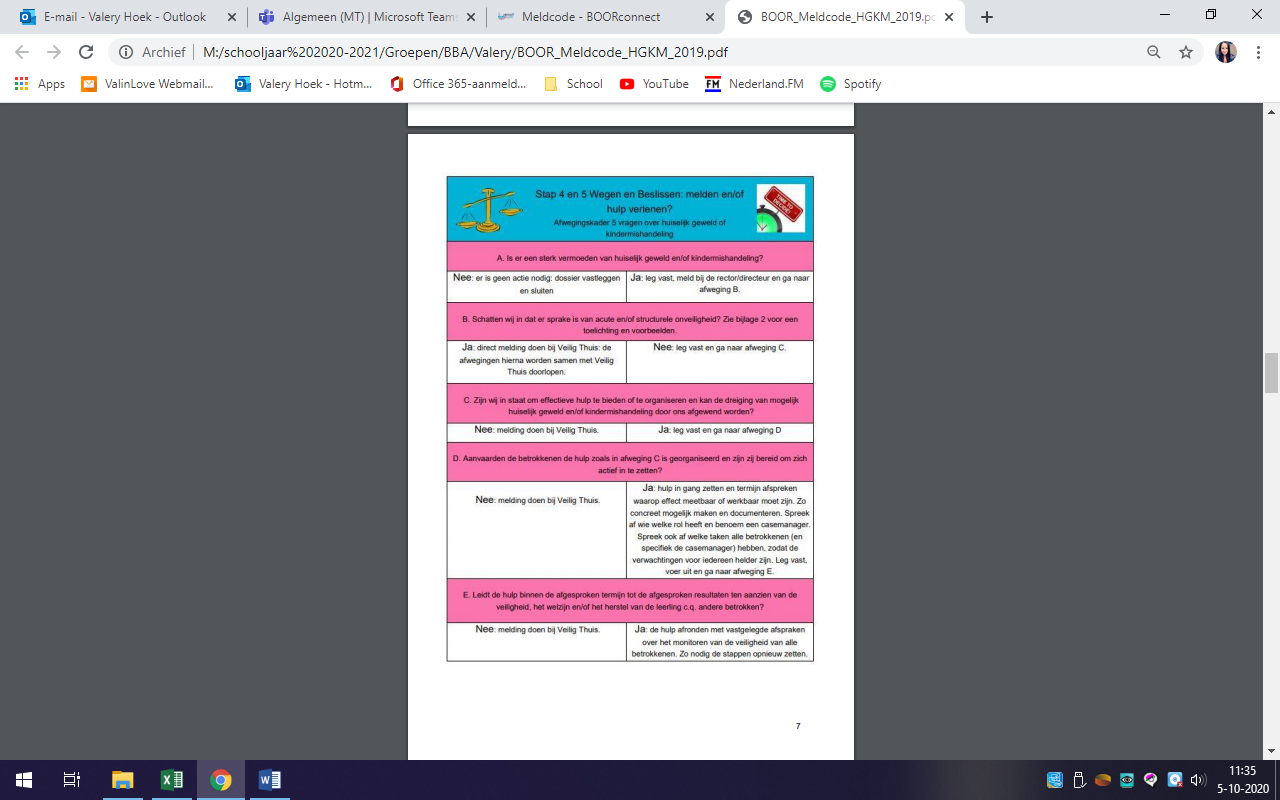 E-mail - Valery Hoek - Outlook
Algemeen (MT) | Microsoft Team
Meldcode - BOORconnect
BOOR_Meldcode_HGKM_2019.p
Archief | M:/schooljaar%202020-2021/Groepen/BBA/Valery/BOOR_Meldcode_HGKM_2019.pdf
Apps
ValinLove Webmail...
Valery Hoek - Hotm...
Office 365-aanmeld...
School
YouTube
FM Nederland.FM
Spotify
Stap 4 en 5 Wegen en Beslissen: melden en/of
hulp verlenen?
Afwegingskader 5 vragen over huiselijk geweld of
kindermishandeling
TIME TO
DECIDE!
A. Is er een sterk vermoeden van huiselijk geweld en/of kindermishandeling?
Nee: er is geen actie nodig: dossier vastleggen
en sluiten
Ja: leg vast, meld bij de rector/directeur en ga naar
afweging B.
B. Schatten wij in dat er sprake is van acute en/of structurele onveiligheid? Zie bijlage 2 voor een
toelichting en voorbeelden.
Ja: direct melding doen bij Veilig Thuis: de
afwegingen hierna worden samen met Veilig
Thuis doorlopen.
Nee: leg vast en ga naar afweging C.
C. Zijn wij in staat om effectieve hulp te bieden of te organiseren en kan de dreiging van mogelijk
huiselijk geweld en/of kindermishandeling door ons afgewend worden?
Nee: melding doen bij Veilig Thuis.
Ja: leg vast en ga naar afweging D
D. Aanvaarden de betrokkenen de hulp zoals in afweging C is georganiseerd en zijn zij bereid om zich
actief in te zetten?
Nee: melding doen bij Veilig Thuis.
Ja: hulp in gang zetten en termijn afspreken
waarop effect meetbaar of werkbaar moet zijn. Zo
concreet mogelijk maken en documenteren. Spreek
af wie welke rol heeft en benoem een casemanager.
Spreek ook af welke taken alle betrokkenen (en
specifiek de casemanager) hebben, zodat de
verwachtingen voor iedereen helder zijn. Leg vast,
voer uit en ga naar afweging E.
E. Leidt de hulp binnen de afgesproken termijn tot de afgesproken resultaten ten aanzien van de
veiligheid, het welzijn en/of het herstel van de leerling c.q. andere betrokken?
Nee: melding doen bij Veilig Thuis.
Ja: de hulp afronden met vastgelegde afspraken
over het monitoren van de veiligheid van alle
betrokkenen. Zo nodig de stappen opnieuw zetten.
7
11:35
5-10-2020